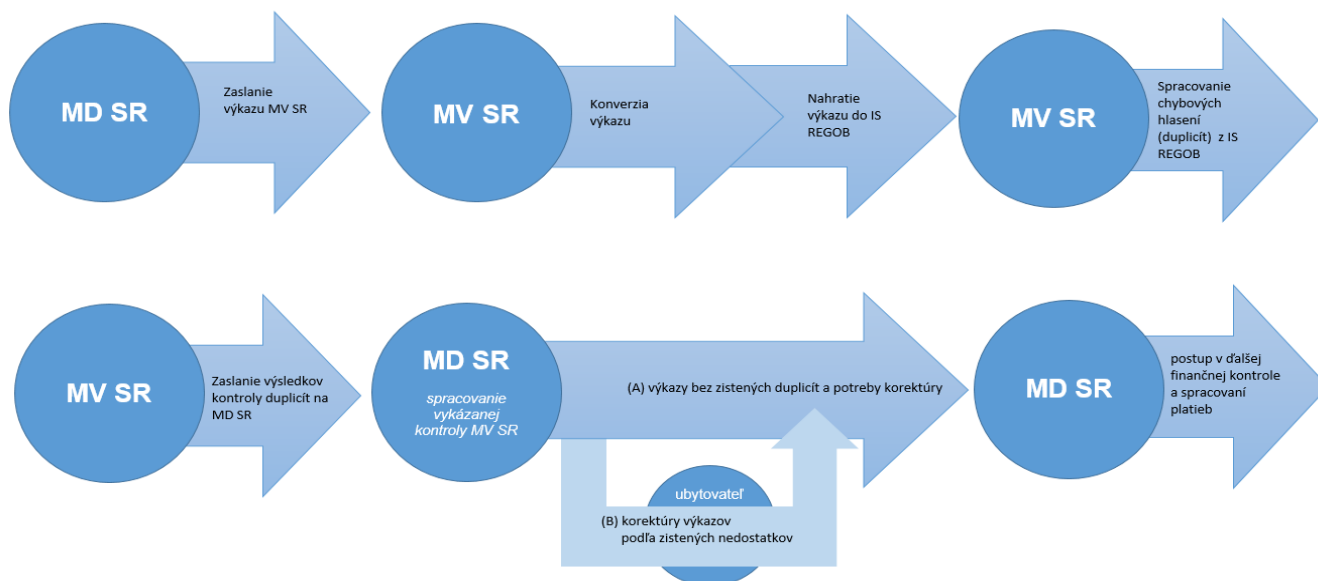 MD SR
Zaslanie
výkazu MV SR
MV SR
Konverzia
výkazu
Nahratie
výkazu do IS
REGOB
MV SR
Spracovanie
chybových
hlasení
(duplicít) z IS
REGOB
MV SR
Zaslanie výsledkov
kontroly duplicít na
MD SR
MD SR
spracovanie
vykázanej
kontroly MV SR
(A) výkazy bez zistených duplicít a potreby korektúry
ubytovateľ
(B) korektúry výkazov
podľa zistených nedostatkov
MD SR
postup v ďalšej
finančnej kontrole
a spracovaní
platieb